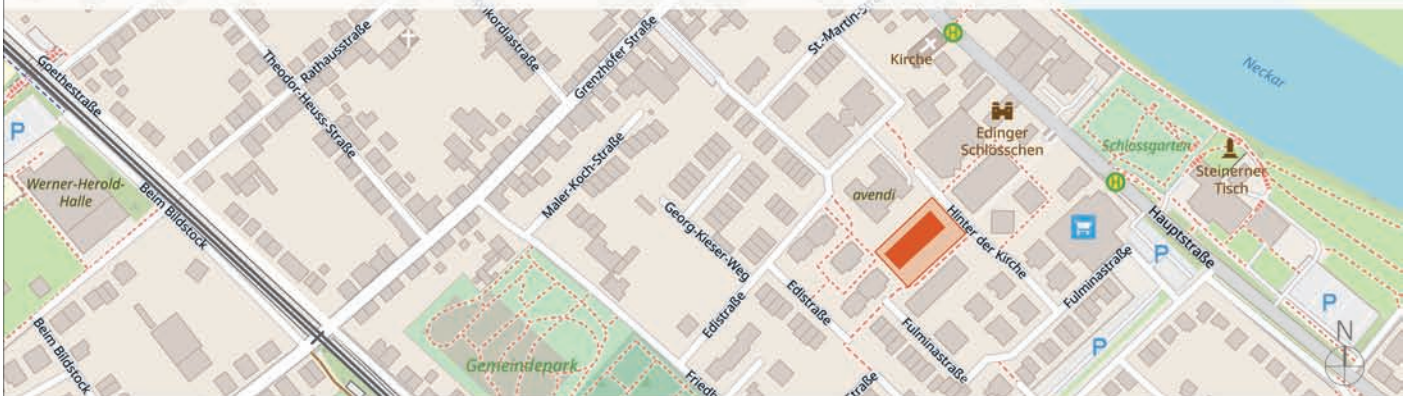 Goethestraße
Rathausstraße
Theodor-Heuss-Straße
Grenzhöfer Straße
St.-Martin-
Kirche
Neckar
Edinger
Schlösschen
Schlossgarten
Steinerner
Tisch
P
Werner-Herold-
Halle
Beim Bildstock
Maler-Koch-Straße
Georg-Kieser-Weg
avendi
Hinter der Kirche
Hauptstraße
P
Fulminastraße
Edistraße
Edistraße
P
Beim Bildstock
Gemeindepark
Fulminastraße
P
N
H
H